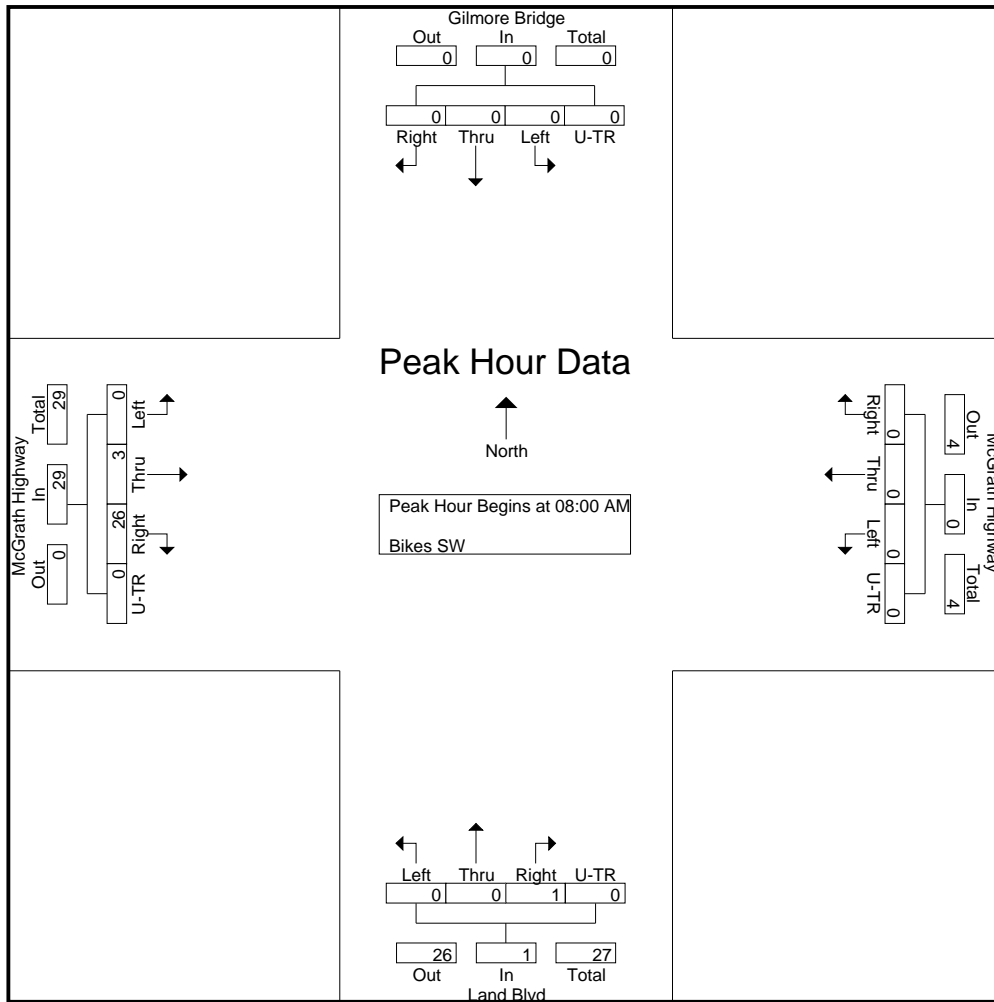 Gilmore Bridge
Out In Total
0 0 0
0 0 0 0
Right Thru Left U-TR
Peak Hour Data
North
Peak Hour Begins at 08:00 AM
Bikes SW
McGrath Highway
Total In Out
29 29 0
0 3 26 0
Left Thru Right U-TR
McGrath Highway
Out In Total
4 0 4
0 0 0 0
Right Thru Left U-TR
Left Thru Right U-TR
0 0 1 0
26 1 27
Out In Total
Land Blvd